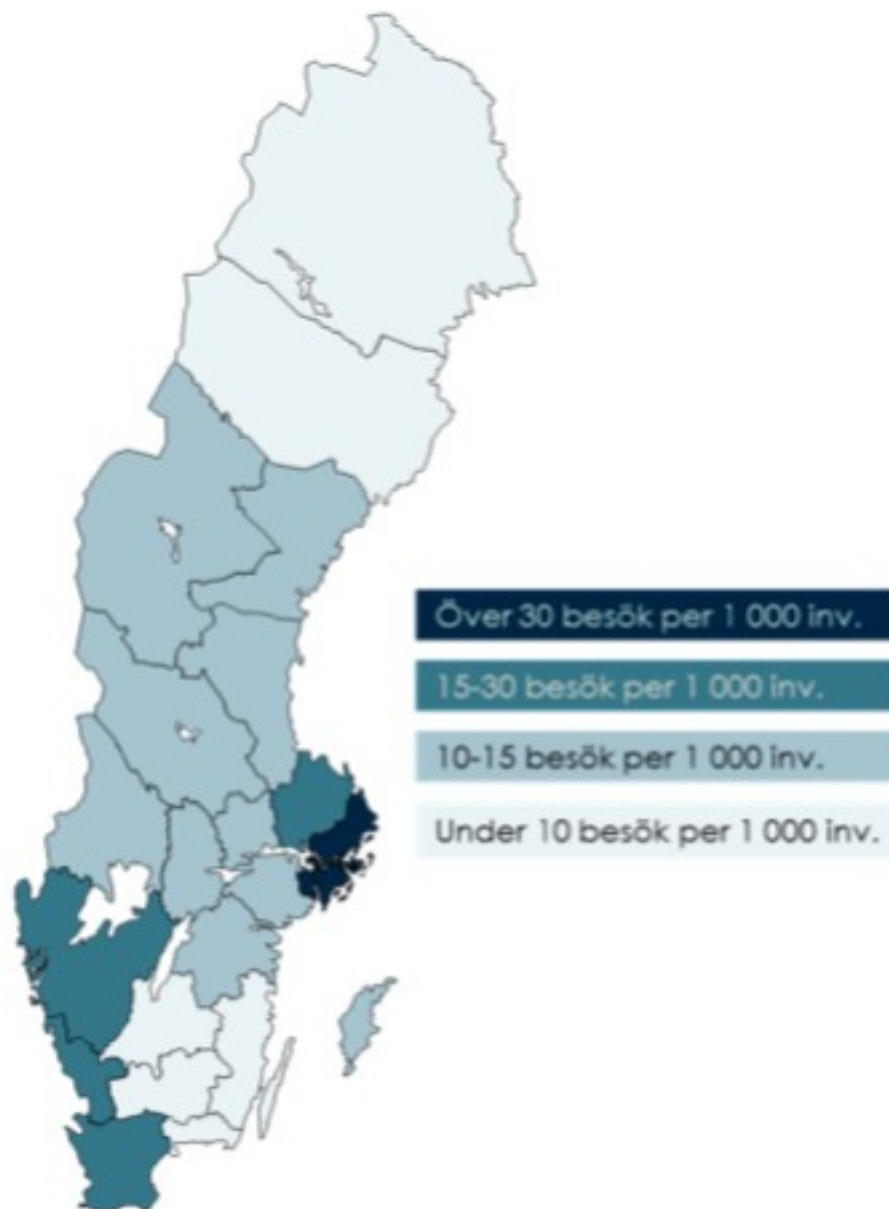 Över 30 besök per 1 000 inv.
15-30 besök per 1 000 inv.
10-15 besök per 1 000 inv.
Under 10 besök per 1 000 inv.